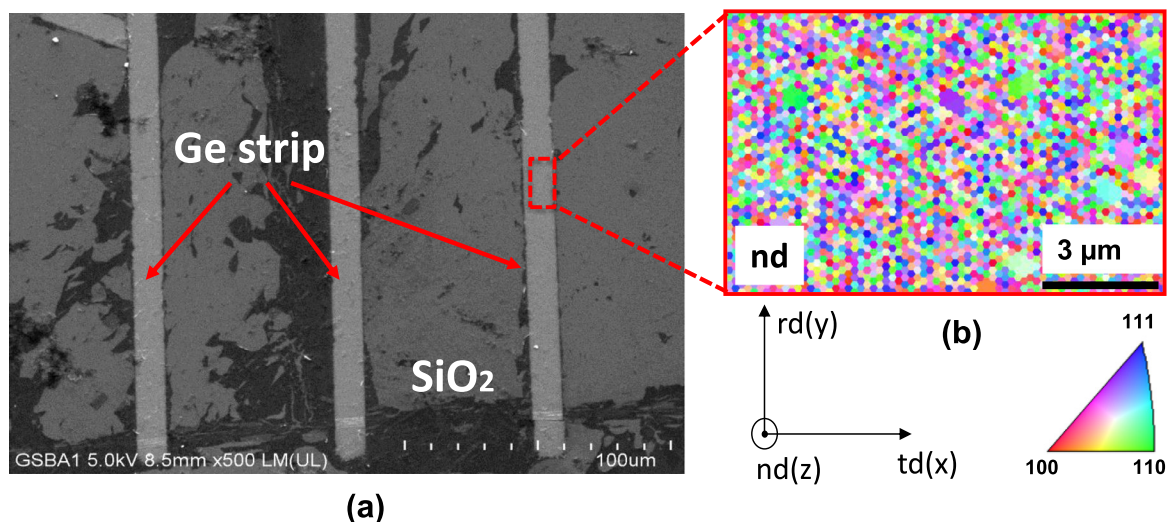 Ge strip
SiO₂
GSBA1 5.0kV 8.5mm x500 LM(UL)
100um
(a)
nd
3 μm
(b)
rd(y)
nd(z)
td(x)
111
100
110